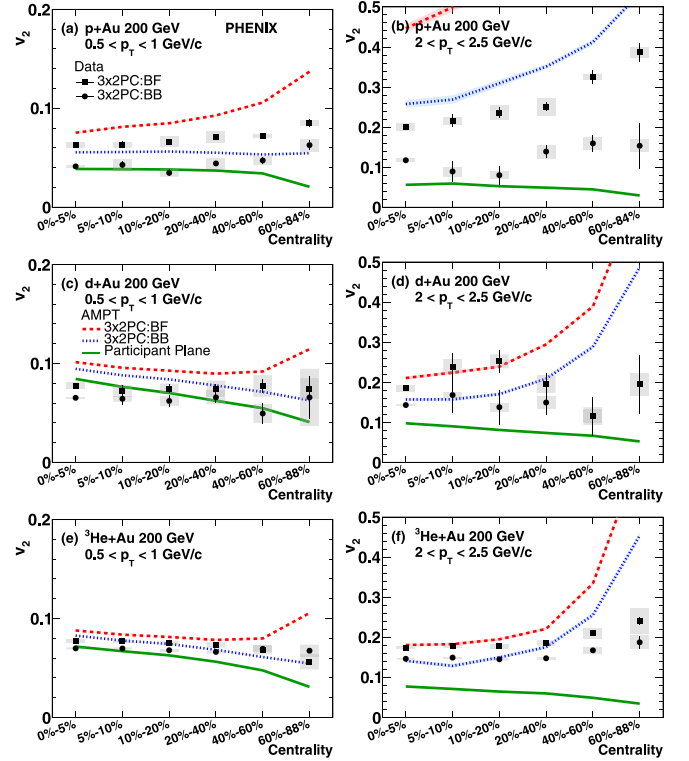 (a) p+Au 200 GeV PHENIX
0.5 < p_T < 1 GeV/c
Data
3x2PC:BF
3x2PC:BB
v_2
0.2
0.1
0
0%-5%
5%-10%
10%-20%
20%-40%
40%-60%
60%-84%
Centrality
(b) p+Au 200 GeV
2 < p_T < 2.5 GeV/c
0.5
0.4
0.3
0.2
0.1
0
0%-5%
5%-10%
10%-20%
20%-40%
40%-60%
60%-84%
Centrality
(c) d+Au 200 GeV
0.5 < p_T < 1 GeV/c
AMPT
3x2PC:BF
3x2PC:BB
Participant Plane
v_2
0.2
0.1
0
0%-5%
5%-10%
10%-20%
20%-40%
40%-60%
60%-88%
Centrality
(d) d+Au 200 GeV
2 < p_T < 2.5 GeV/c
0.5
0.4
0.3
0.2
0.1
0
0%-5%
5%-10%
10%-20%
20%-40%
40%-60%
60%-88%
Centrality
(e) ³He+Au 200 GeV
0.5 < p_T < 1 GeV/c
v_2
0.2
0.1
0
0%-5%
5%-10%
10%-20%
20%-40%
40%-60%
60%-88%
Centrality
(f) ³He+Au 200 GeV
2 < p_T < 2.5 GeV/c
0.5
0.4
0.3
0.2
0.1
0
0%-5%
5%-10%
10%-20%
20%-40%
40%-60%
60%-88%
Centrality